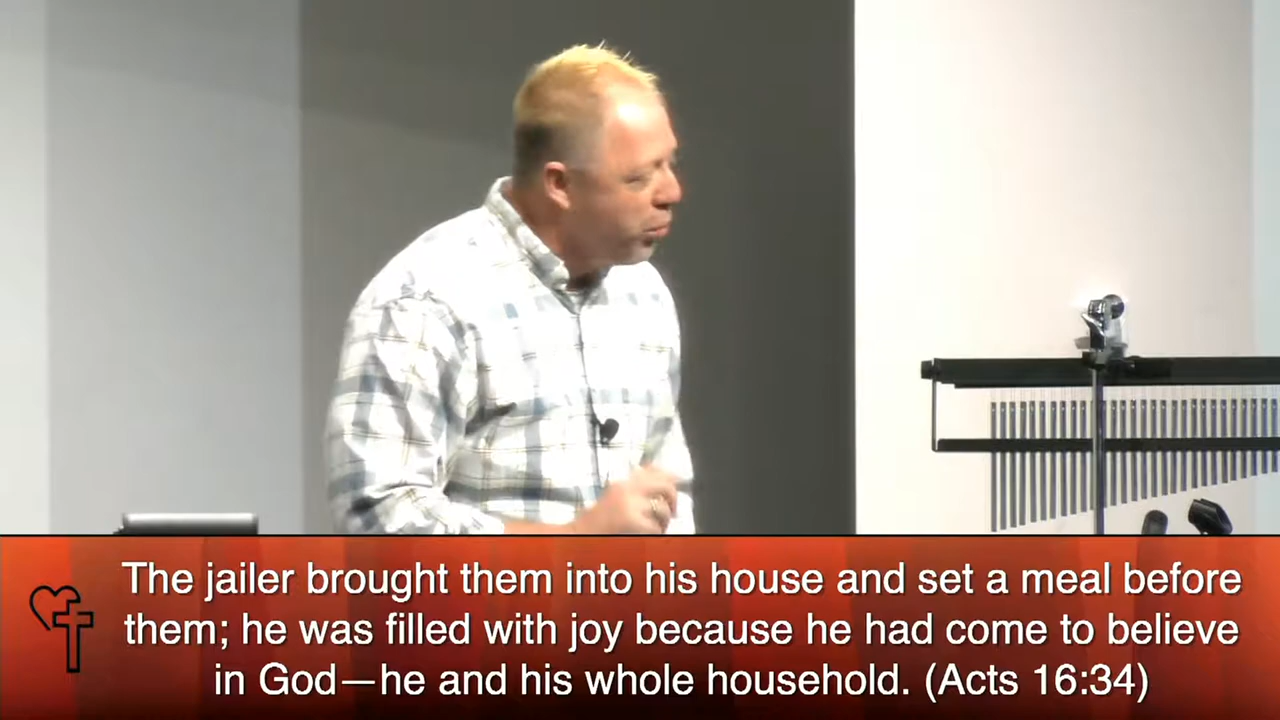 The jailer brought them into his house and set a meal before
them; he was filled with joy because he had come to believe
in God—he and his whole household. (Acts 16:34)